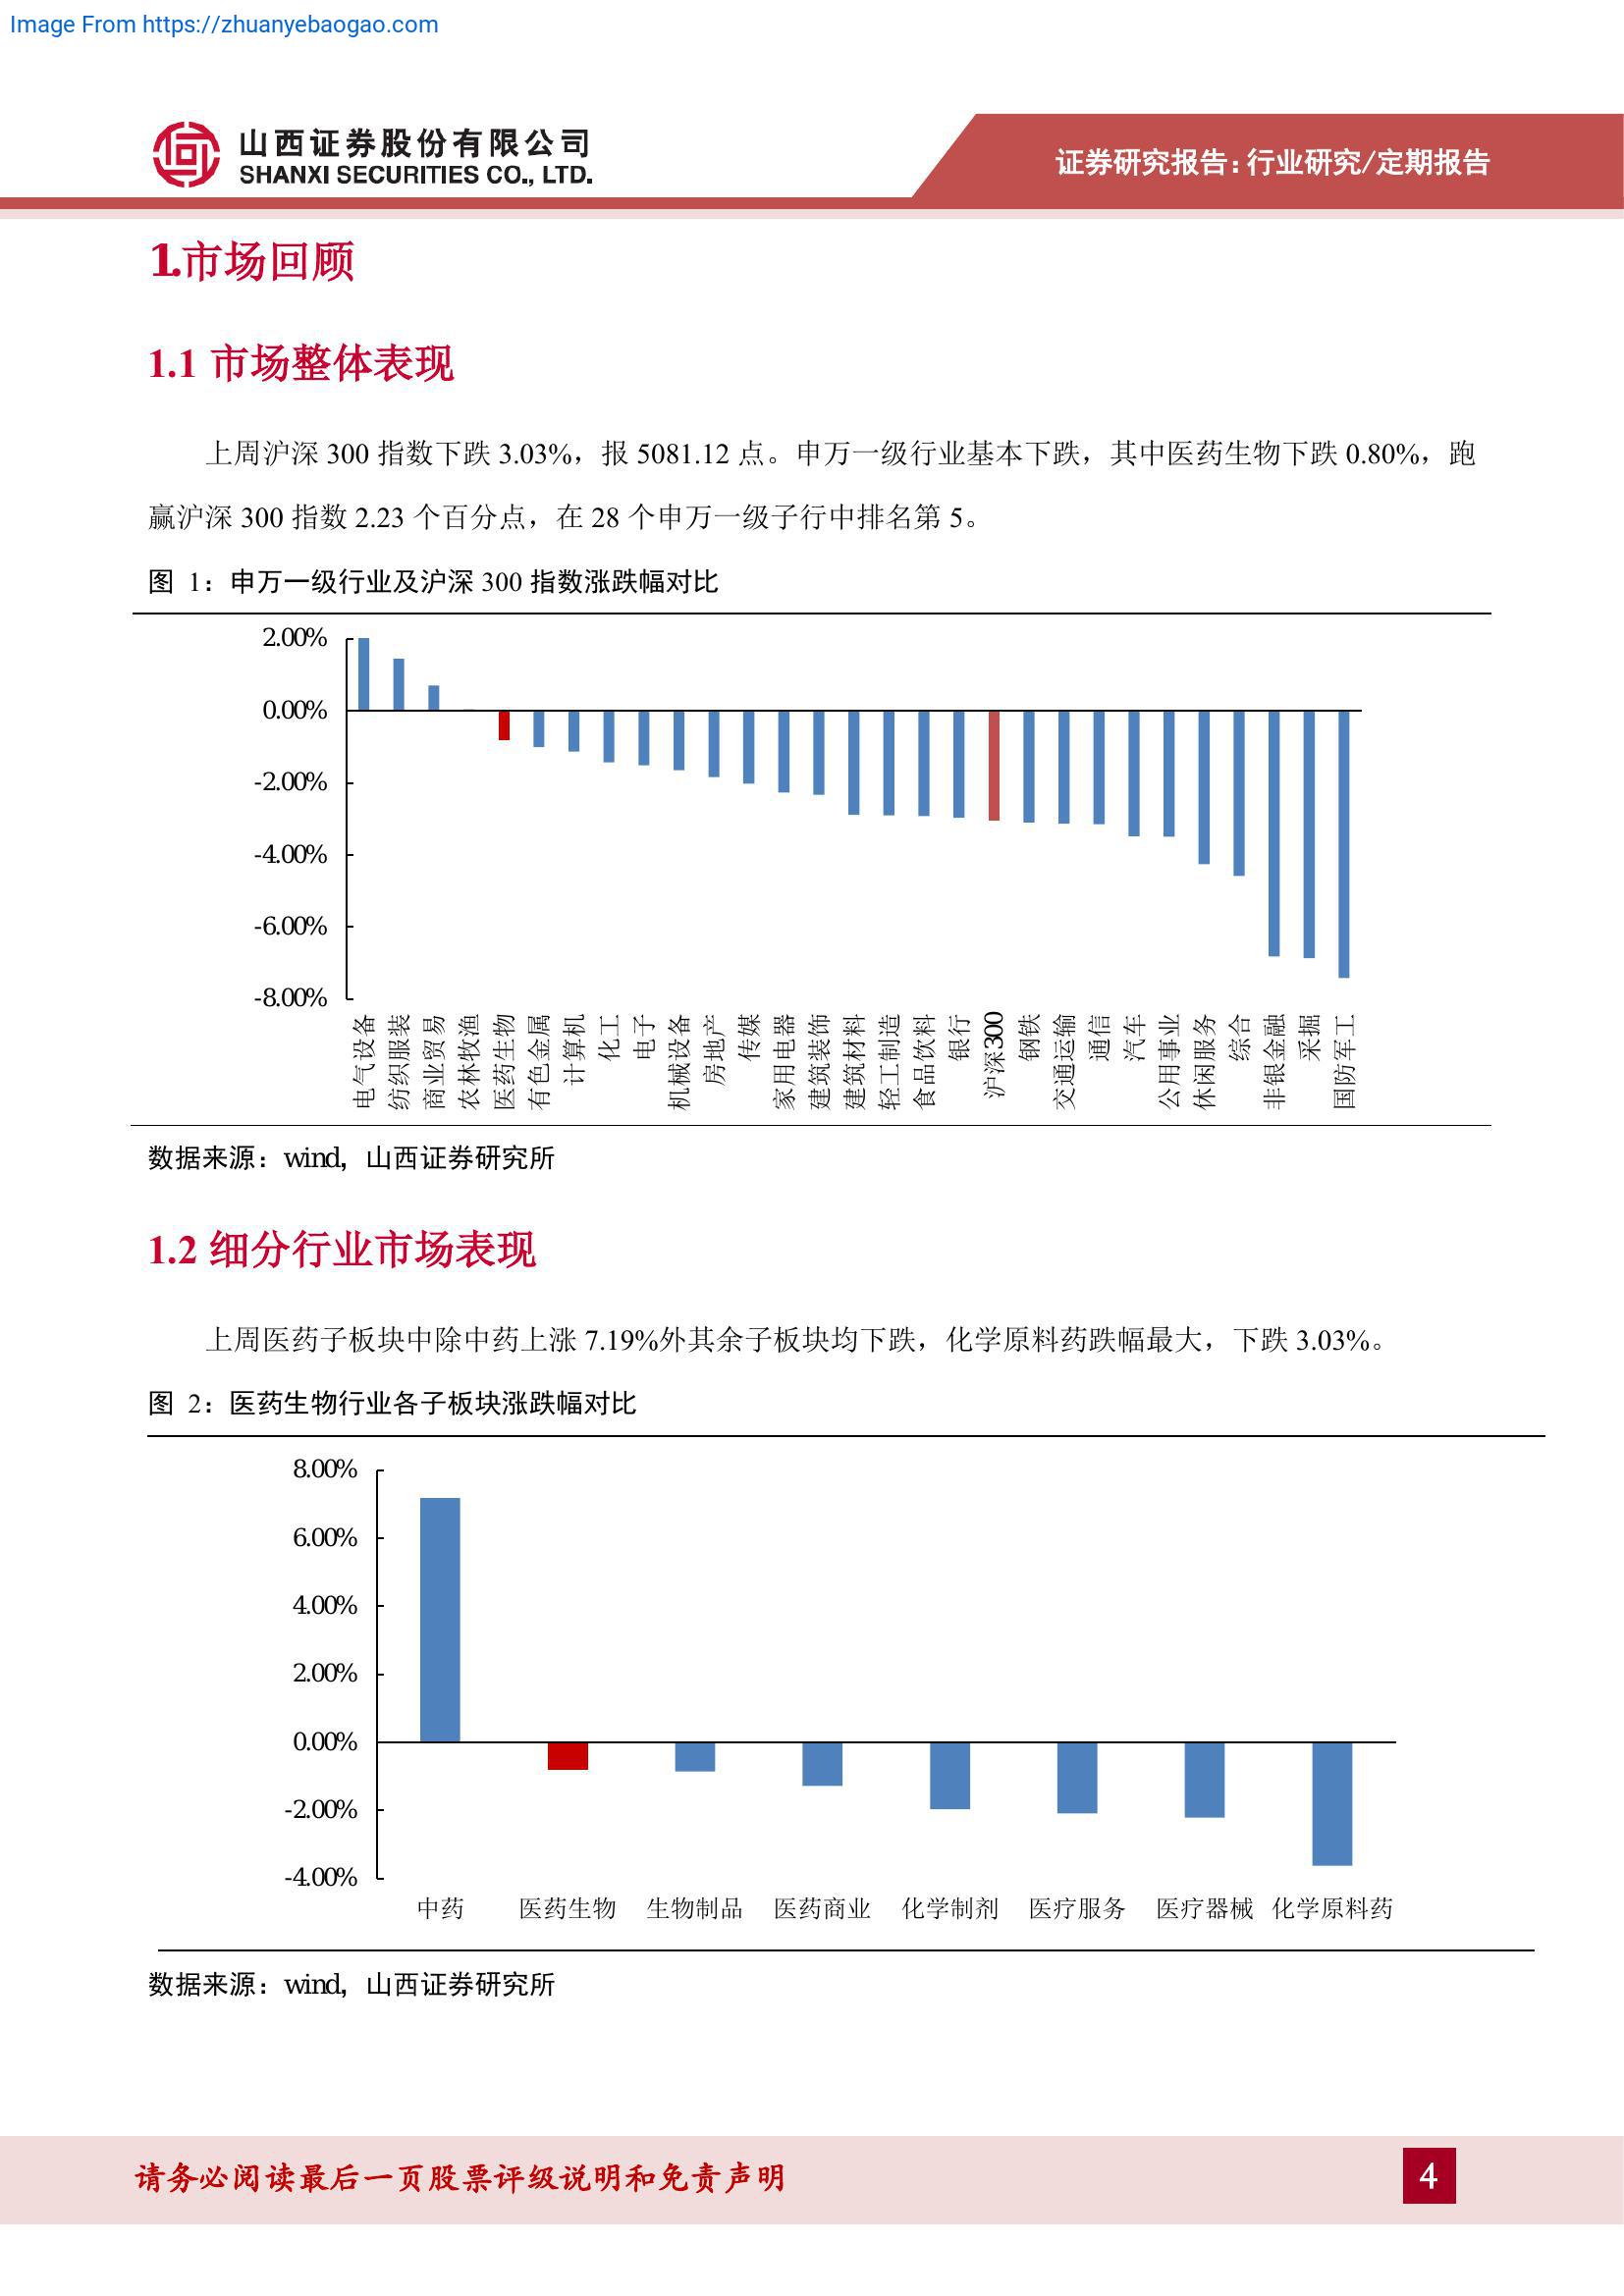 Image From https://zhuanyebaogao.com
山西证券股份有限公司
SHANXI SECURITIES CO., LTD.
证券研究报告：行业研究/定期报告
1.市场回顾
1.1 市场整体表现
上周沪深 300 指数下跌 3.03%，报 5081.12 点。申万一级行业基本下跌，其中医药生物下跌 0.80%，跑
赢沪深 300 指数 2.23 个百分点，在 28 个申万一级子行中排名第 5。
图 1：申万一级行业及沪深 300 指数涨跌幅对比
2.00%
0.00%
-2.00%
-4.00%
-6.00%
-8.00%
电气设备
纺织服装
商业贸易
农林牧渔
医药生物
有色金属
计算机
化工
电子
机械设备
房地产
传媒
家用电器
建筑装饰
建筑材料
轻工制造
食品饮料
银行
沪深300
钢铁
交通运输
通信
汽车
公用事业
休闲服务
综合
非银金融
采掘
国防军工
数据来源：wind，山西证券研究所
1.2 细分行业市场表现
上周医药子板块中除中药上涨 7.19%外其余子板块均下跌，化学原料药跌幅最大，下跌 3.03%。
图 2：医药生物行业各子板块涨跌幅对比
8.00%
6.00%
4.00%
2.00%
0.00%
-2.00%
-4.00%
中药 医药生物 生物制品 医药商业 化学制剂 医疗服务 医疗器械 化学原料药
数据来源：wind，山西证券研究所
请务必阅读最后一页股票评级说明和免责声明
4